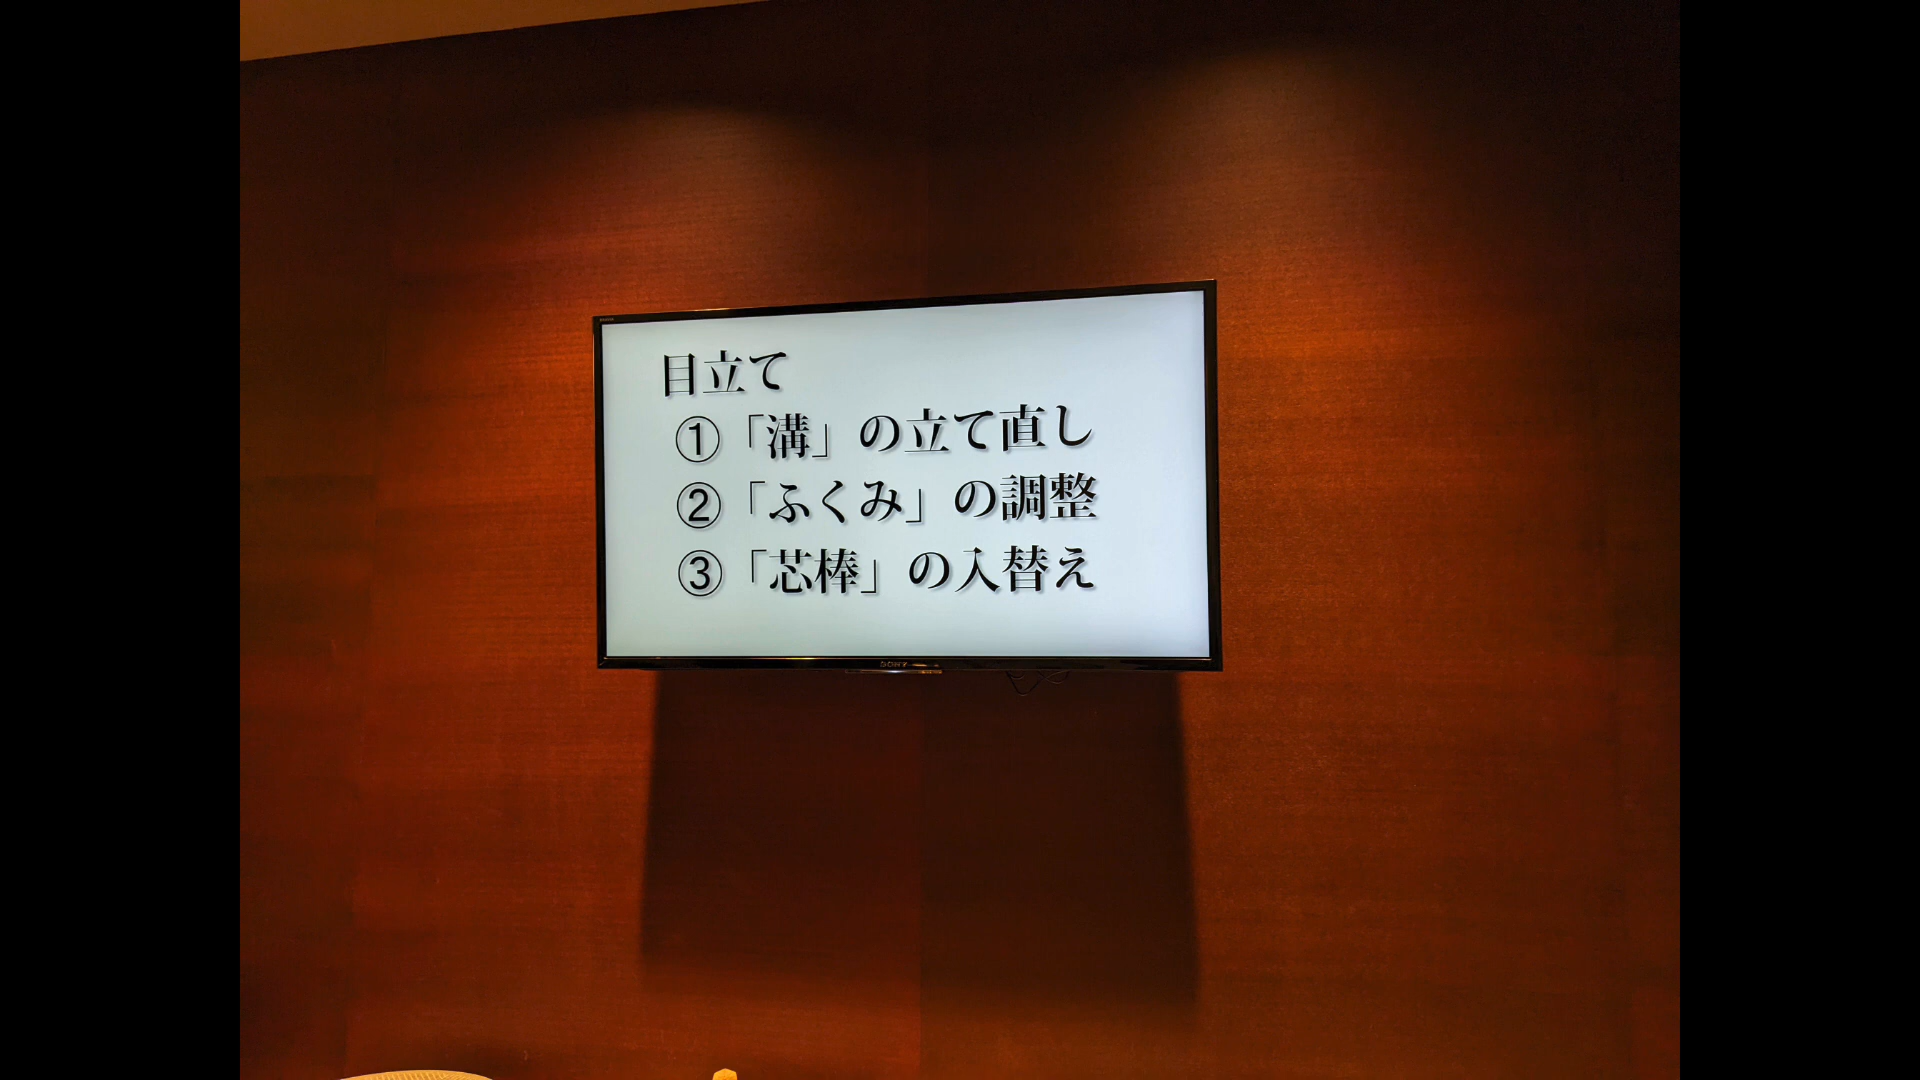 目立て
①「溝」の立て直し
②「ふくみ」の調整
③「芯棒」の入替え
SONY